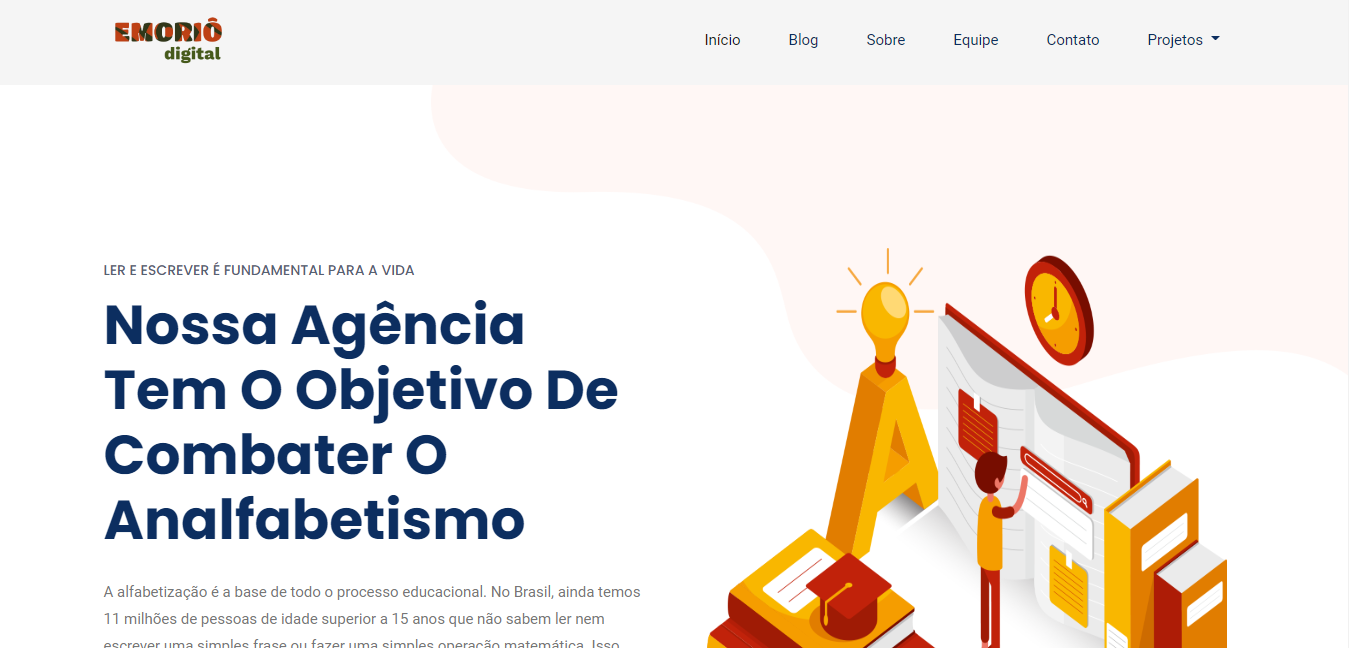 EMORIÔ
digital
Início
Blog
Sobre
Equipe
Contato
Projetos
LER E ESCREVER É FUNDAMENTAL PARA A VIDA
Nossa Agência
Tem O Objetivo De
Combater O
Analfabetismo
A alfabetização é a base de todo o processo educacional. No Brasil, ainda temos
11 milhões de pessoas de idade superior a 15 anos que não sabem ler nem
escrever uma simples frase ou fazer uma simples operação matemática. Isso